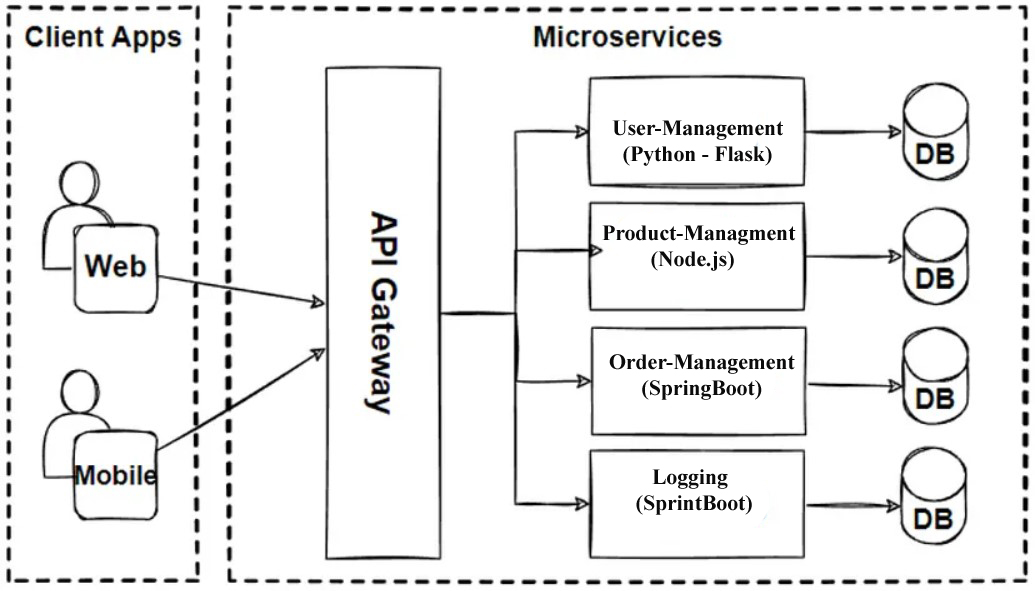 Client Apps
Microservices
Web
Mobile
API Gateway
User-Management
(Python - Flask)
DB
Product-Managment
(Node.js)
DB
Order-Management
(SpringBoot)
DB
Logging
(SprintBoot)
DB